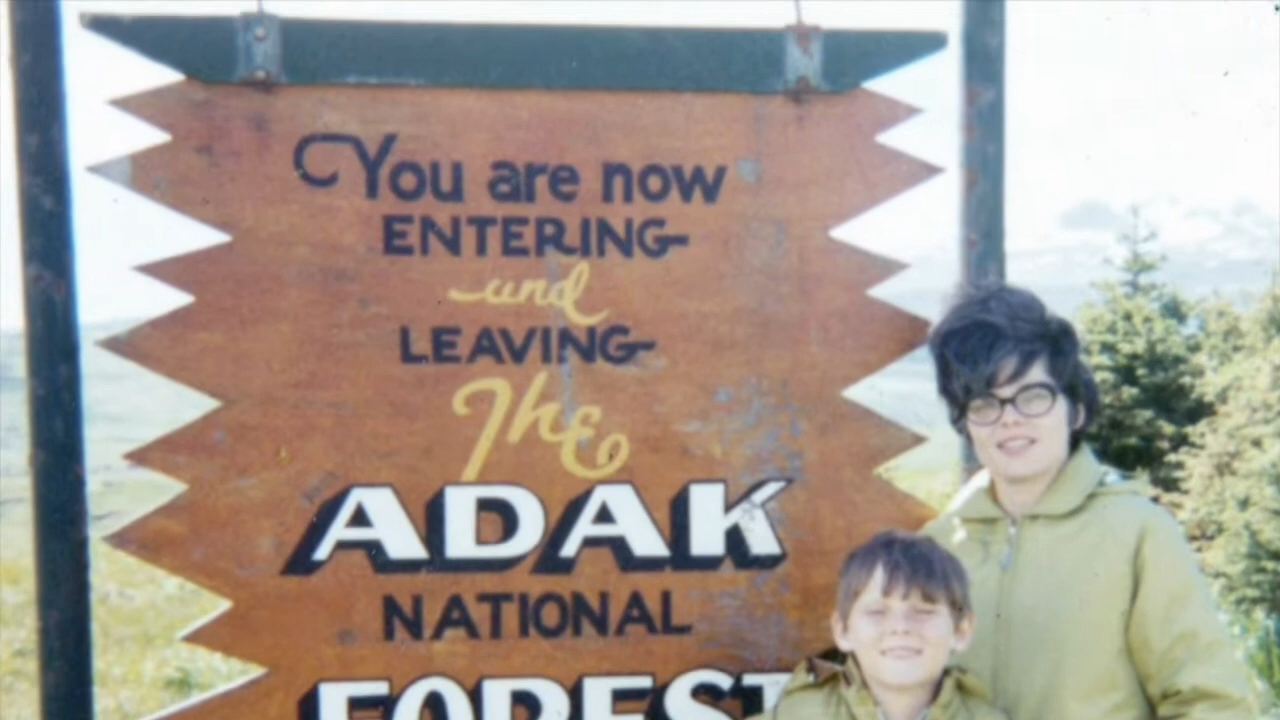 You are now
ENTERING
and
LEAVING
The
ADAK
NATIONAL
FOREST